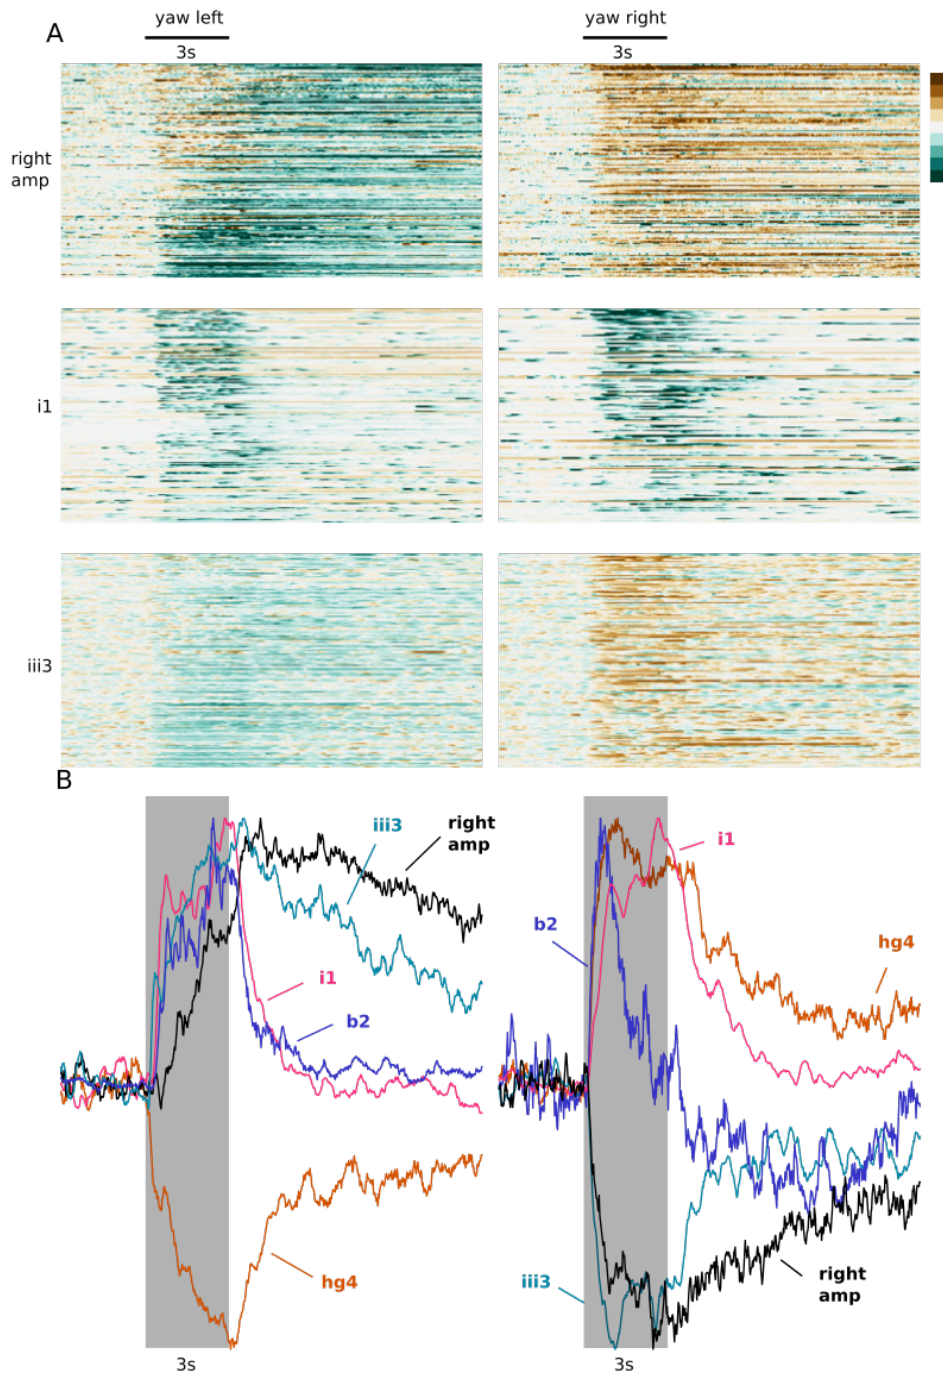 A
yaw left
yaw right
3s
3s
right
amp
i1
iii3
B
iii3
right
amp
i1
b2
hg4
3s
i1
b2
hg4
iii3
right
amp
3s